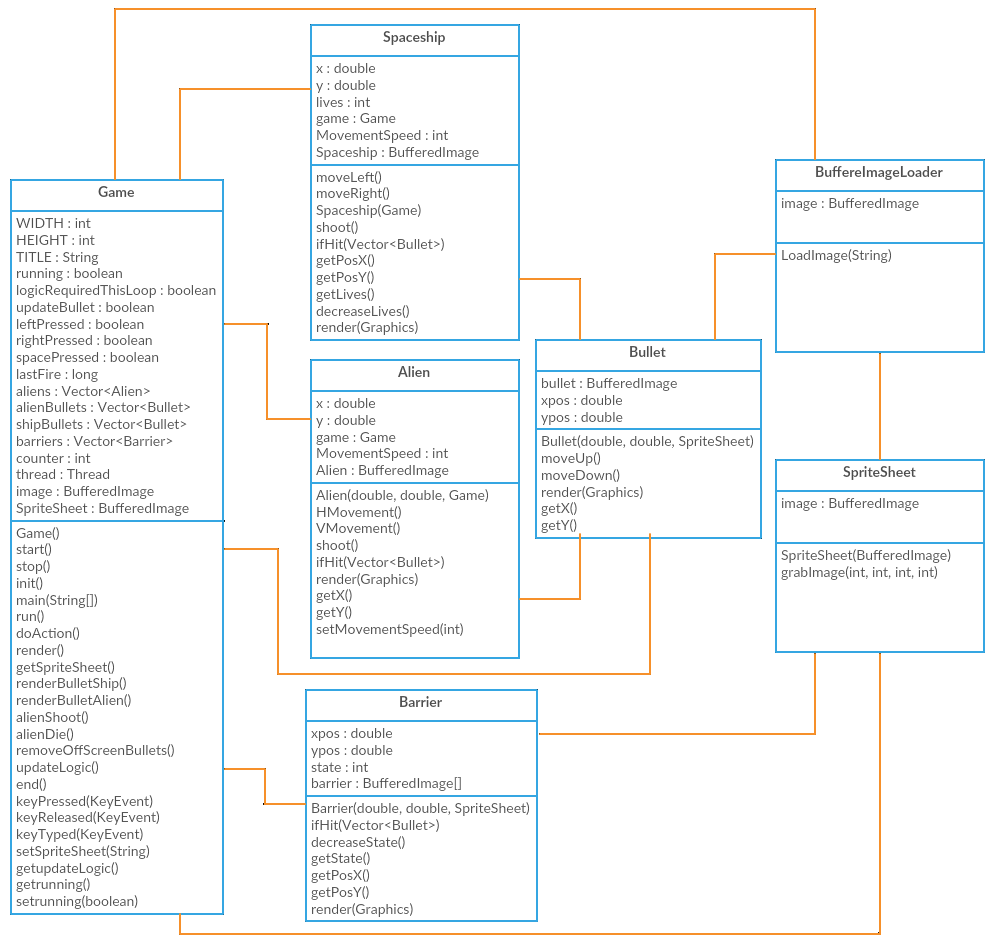 Spaceship
x : double
y : double
lives : int
game : Game
MovementSpeed : int
Spaceship : BufferedImage
moveLeft()
moveRight()
Spaceship(Game)
shoot()
ifHit(Vector<Bullet>)
getPosX()
getPosY()
getLives()
decreaseLives()
render(Graphics)
Game
WIDTH : int
HEIGHT : int
TITLE : String
running : boolean
logicRequiredThisLoop : boolean
updateBullet : boolean
leftPressed : boolean
rightPressed : boolean
spacePressed : boolean
lastFire : long
aliens : Vector<Alien>
alienBullets : Vector<Bullet>
shipBullets : Vector<Bullet>
barriers : Vector<Barrier>
counter : int
thread : Thread
image : BufferedImage
SpriteSheet : BufferedImage
Game()
start()
stop()
init()
main(String[])
run()
doAction()
render()
getSpriteSheet()
renderBulletShip()
renderBulletAlien()
alienShoot()
alienDie()
removeOffScreenBullets()
updateLogic()
end()
keyPressed(KeyEvent)
keyReleased(KeyEvent)
keyTyped(KeyEvent)
setSpriteSheet(String)
getupdateLogic()
getrunning()
setrunning(boolean)
Alien
x : double
y : double
game : Game
MovementSpeed : int
Alien : BufferedImage
Alien(double, double, Game)
HMovement()
VMovement()
shoot()
ifHit(Vector<Bullet>)
render(Graphics)
getX()
getY()
setMovementSpeed(int)
Bullet
bullet : BufferedImage
xpos : double
ypos : double
Bullet(double, double, SpriteSheet)
moveUp()
moveDown()
render(Graphics)
getX()
getY()
Barrier
xpos : double
ypos : double
state : int
barrier : BufferedImage[]
Barrier(double, double, SpriteSheet)
ifHit(Vector<Bullet>)
decreaseState()
getState()
getPosX()
getPosY()
render(Graphics)
BuffereImageLoader
image : BufferedImage
LoadImage(String)
SpriteSheet
image : BufferedImage
SpriteSheet(BufferedImage)
grabImage(int, int, int, int)